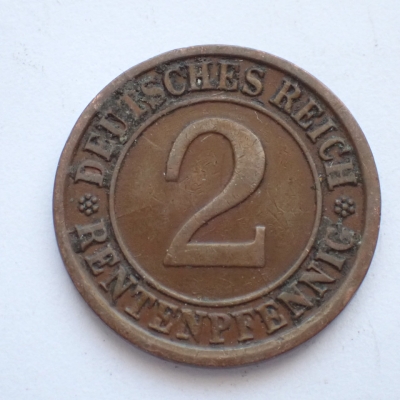 DEUTSCHES REICH
2
RENTENPFENNIG